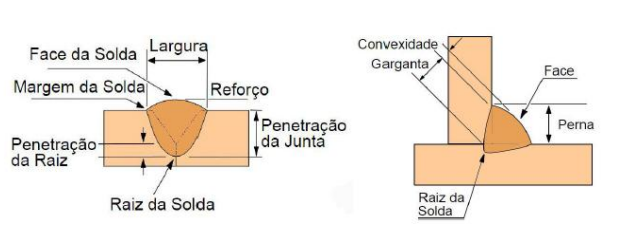 Largura
Face da Solda
Margem da Solda
Reforço
Penetração
da Raiz
Penetração
da Junta
Raiz da Solda
Convexidade
Garganta
Face
Perna
Raiz da
Solda